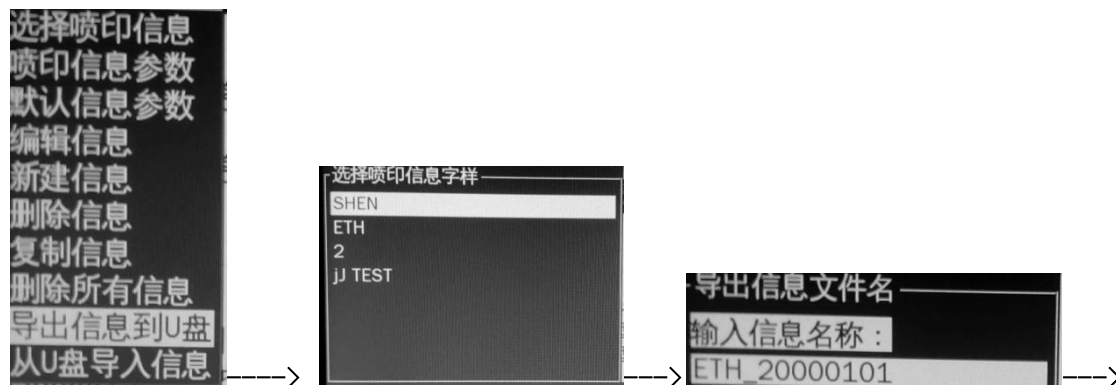 选择喷印信息
喷印信息参数
默认信息参数
编辑信息
新建信息
删除信息
复制信息
删除所有信息
导出信息到U盘
从U盘导入信息
选择喷印信息字样
SHEN
ETH
2
jJ TEST
导出信息文件名
输入信息名称：
ETH_20000101